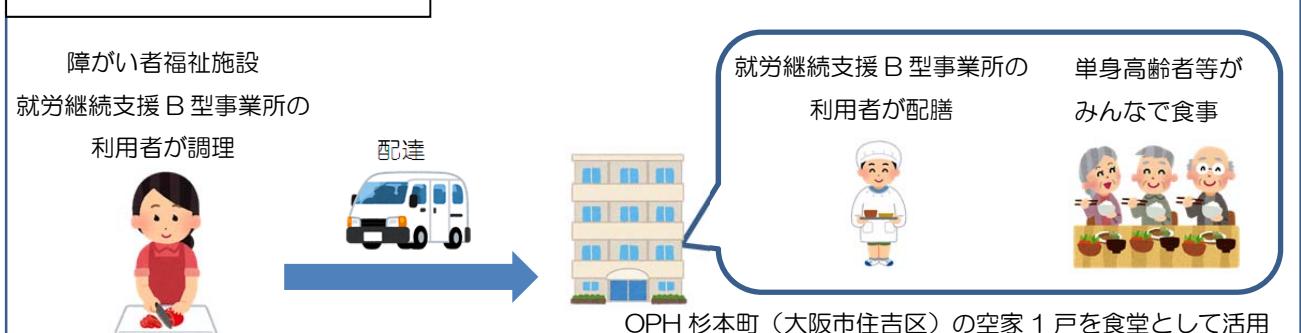 障がい者福祉施設
就労継続支援B型事業所の
利用者が調理
配達
就労継続支援B型事業所の
利用者が配膳
単身高齢者等が
みんなで食事
OPH杉本町（大阪市住吉区）の空家1戸を食堂として活用